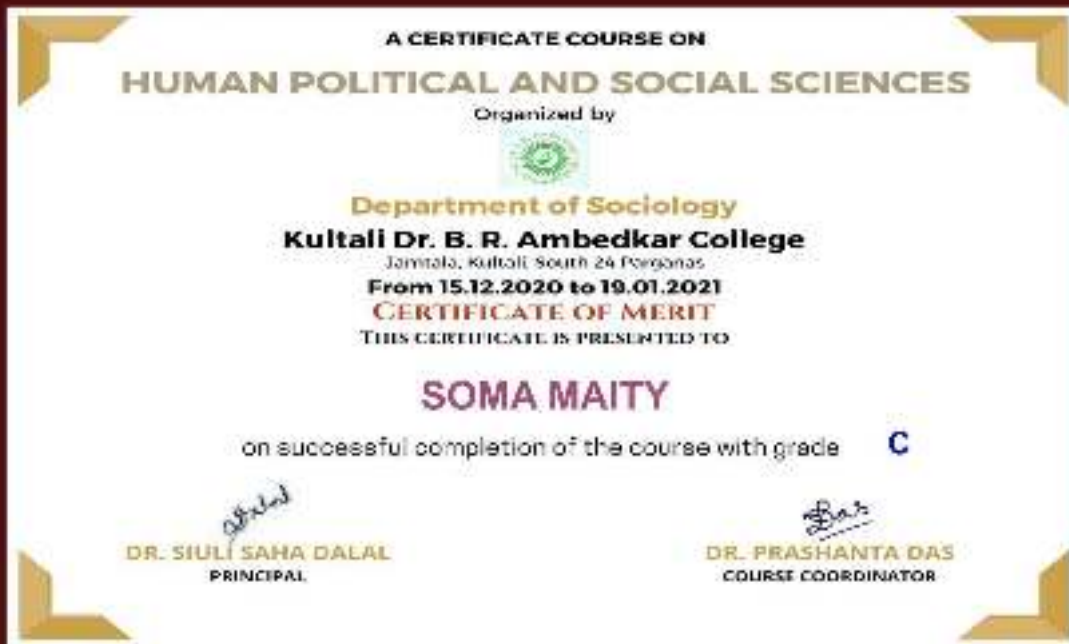 A CERTIFICATE COURSE ON
HUMAN POLITICAL AND SOCIAL SCIENCES
Organized by
Department of Sociology
Kultali Dr. B. R. Ambedkar College
Jamtala, Kultali, South 24 Parganas
From 15.12.2020 to 19.01.2021
CERTIFICATE OF MERIT
THIS CERTIFICATE IS PRESENTED TO
SOMA MAITY
on successful completion of the course with grade C
DR. SIULI SAHA DALAL
PRINCIPAL
Das
DR. PRASHANTA DAS
COURSE COORDINATOR